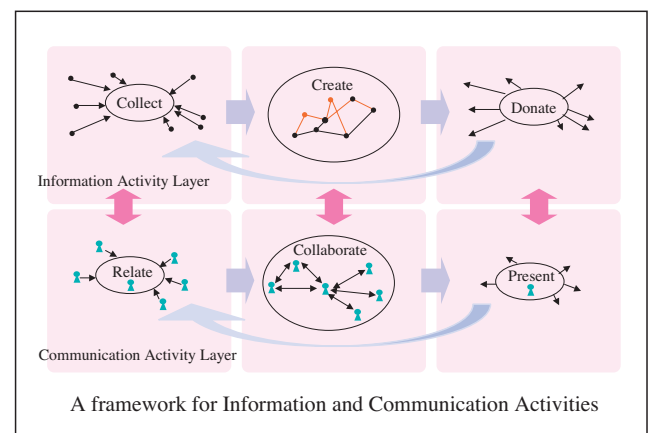 Collect
Create
Donate
Information Activity Layer
Relate
Collaborate
Present
Communication Activity Layer
A framework for Information and Communication Activities